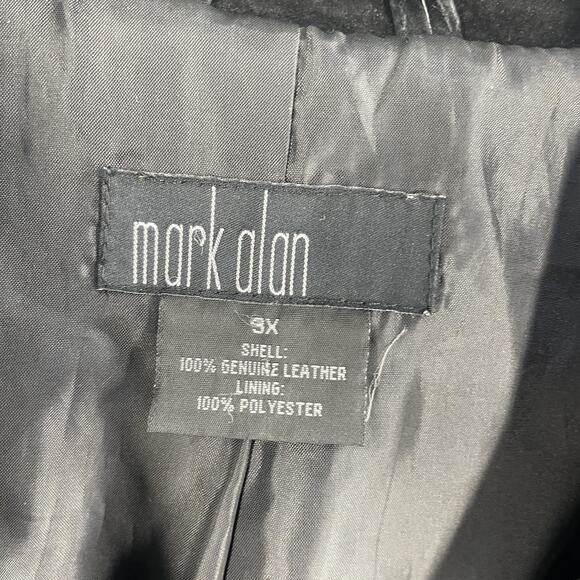 mark alan
3X
SHELL:
100% GENUINE LEATHER
LINING:
100% POLYESTER